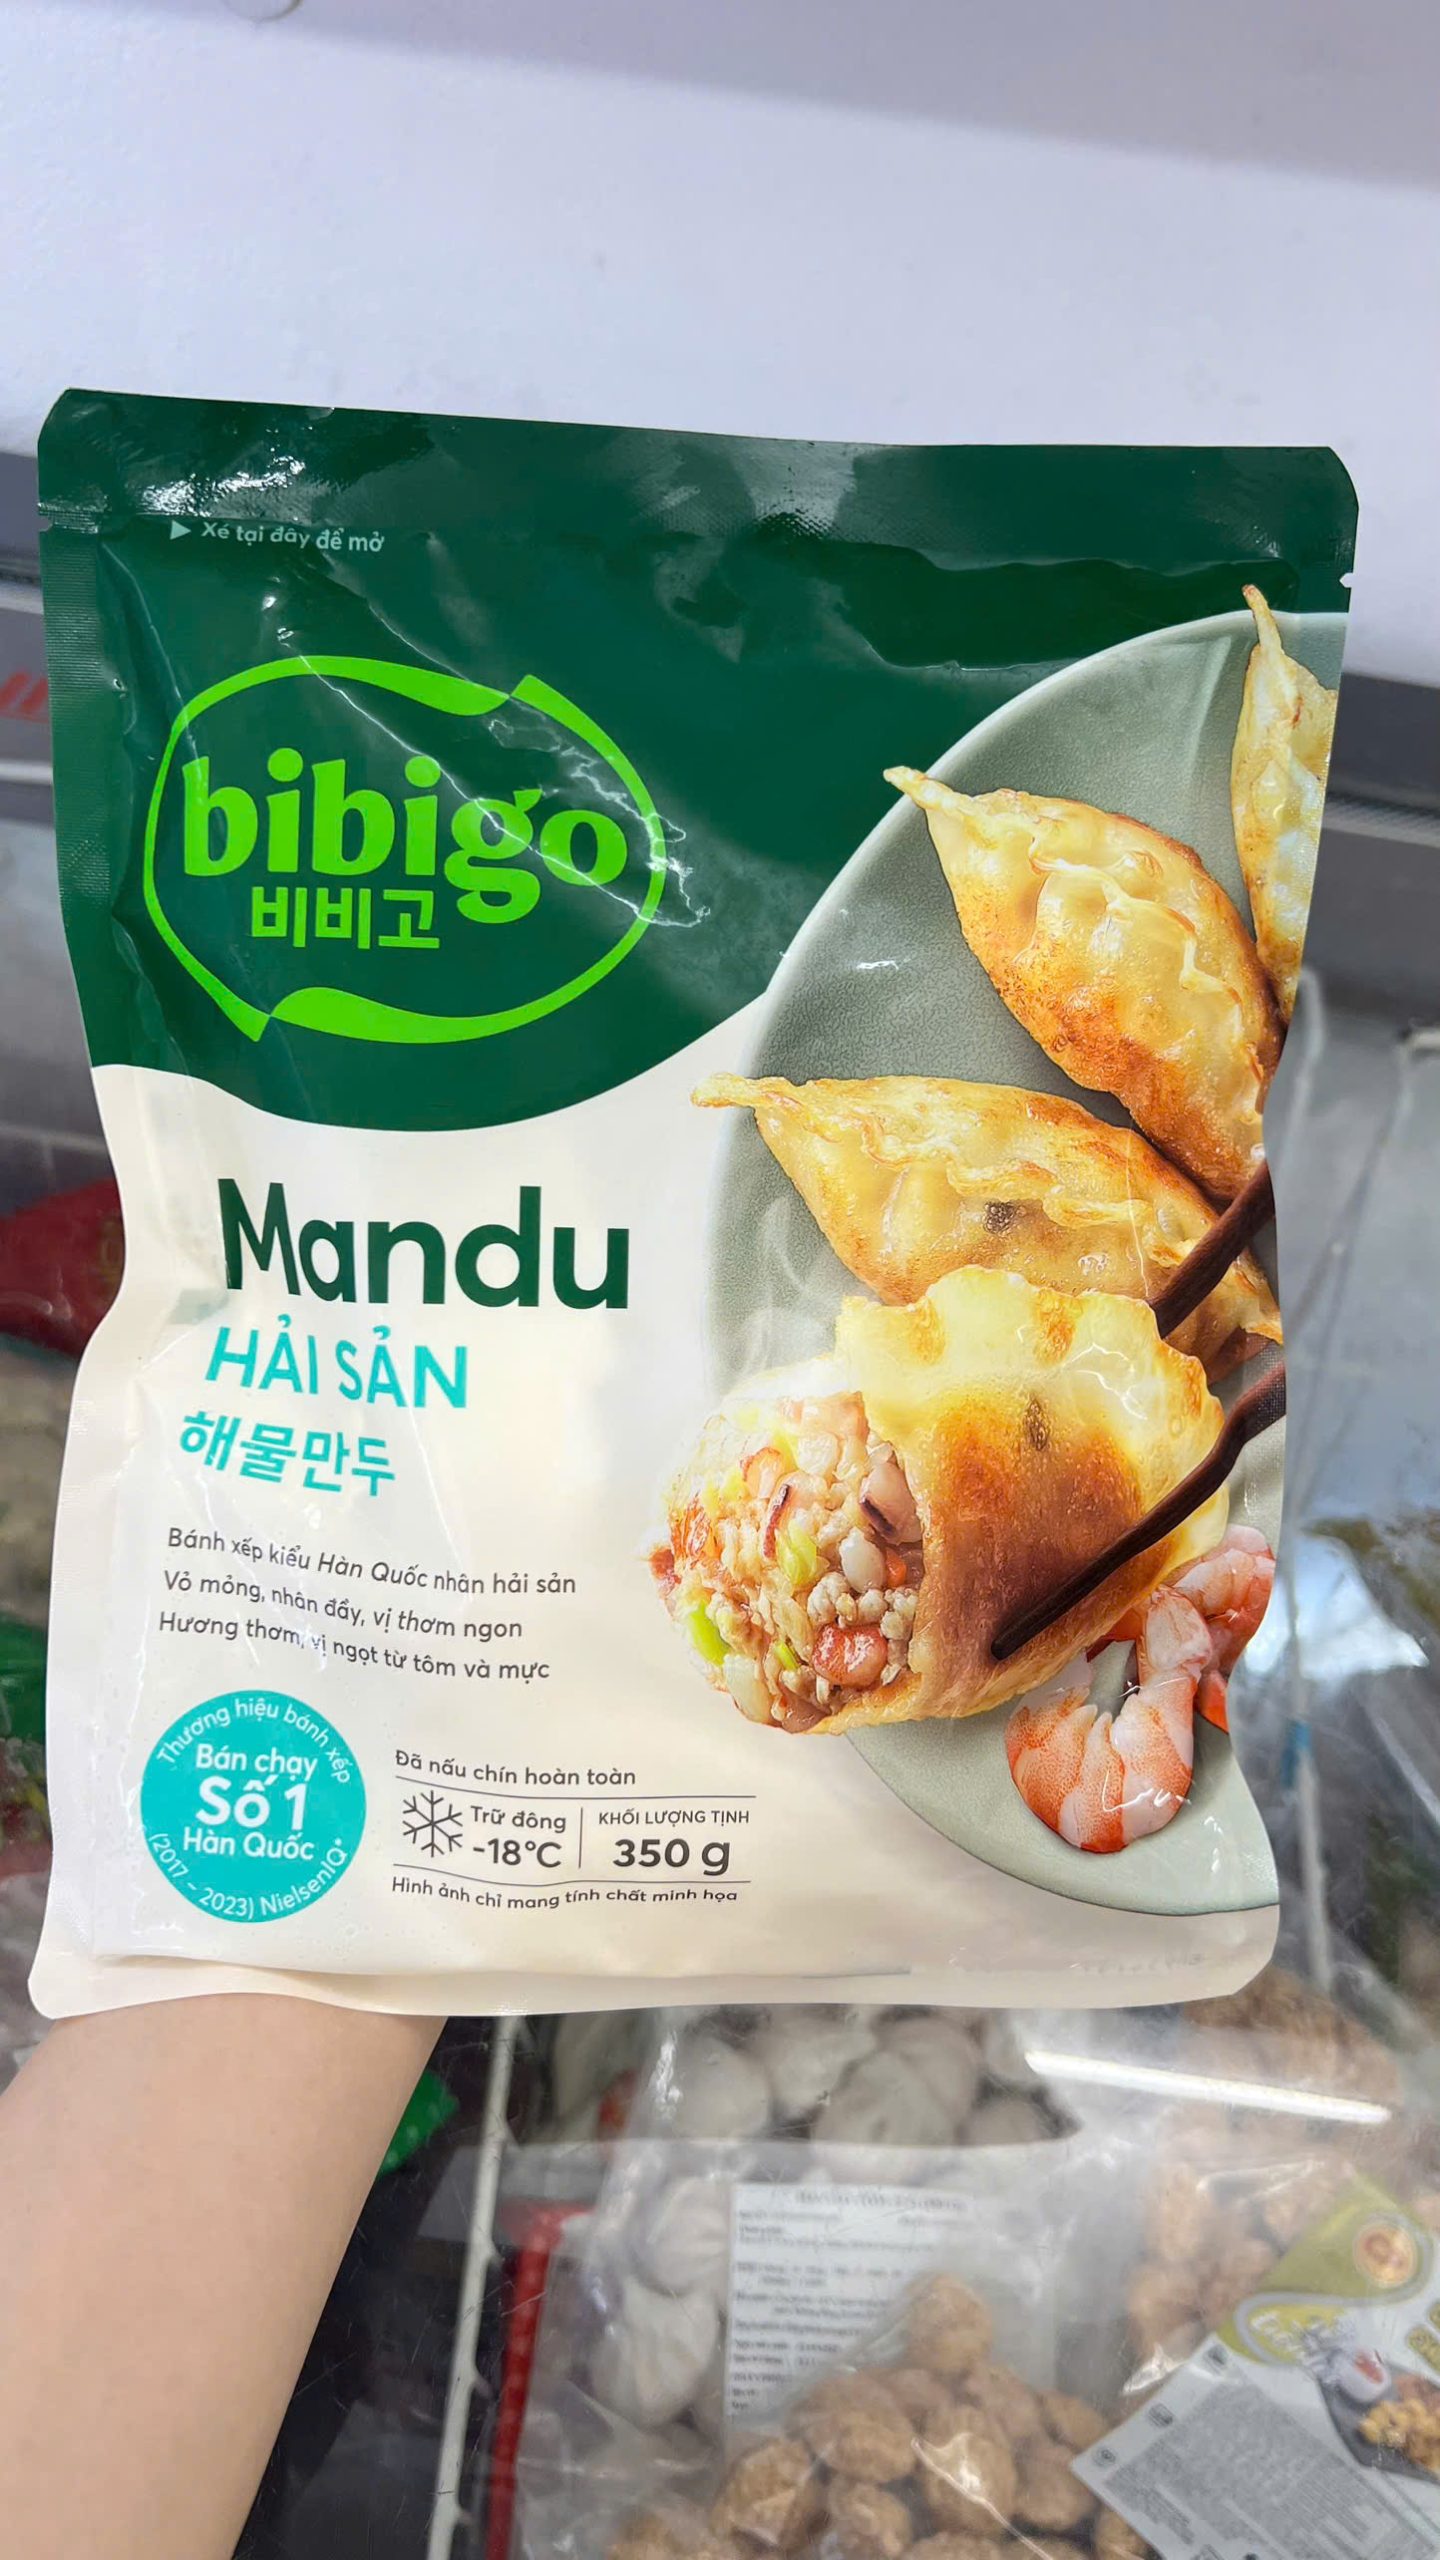 Xé tại đây để mở
bibigo
비비고
Mandu
HẢI SẢN
해물만두
Bánh xếp kiểu Hàn Quốc nhân hải sản
Vỏ mỏng, nhân đầy, vị thơm ngon
Hương thơm, vị ngọt từ tôm và mực
Thương hiệu bánh xếp
Bán chạy
Số 1
Hàn Quốc
(2017 - 2023) NielsenIQ*
Đã nấu chín hoàn toàn
Trữ đông
-18°C
KHỐI LƯỢNG TỊNH
350 g
Hình ảnh chỉ mang tính chất minh họa